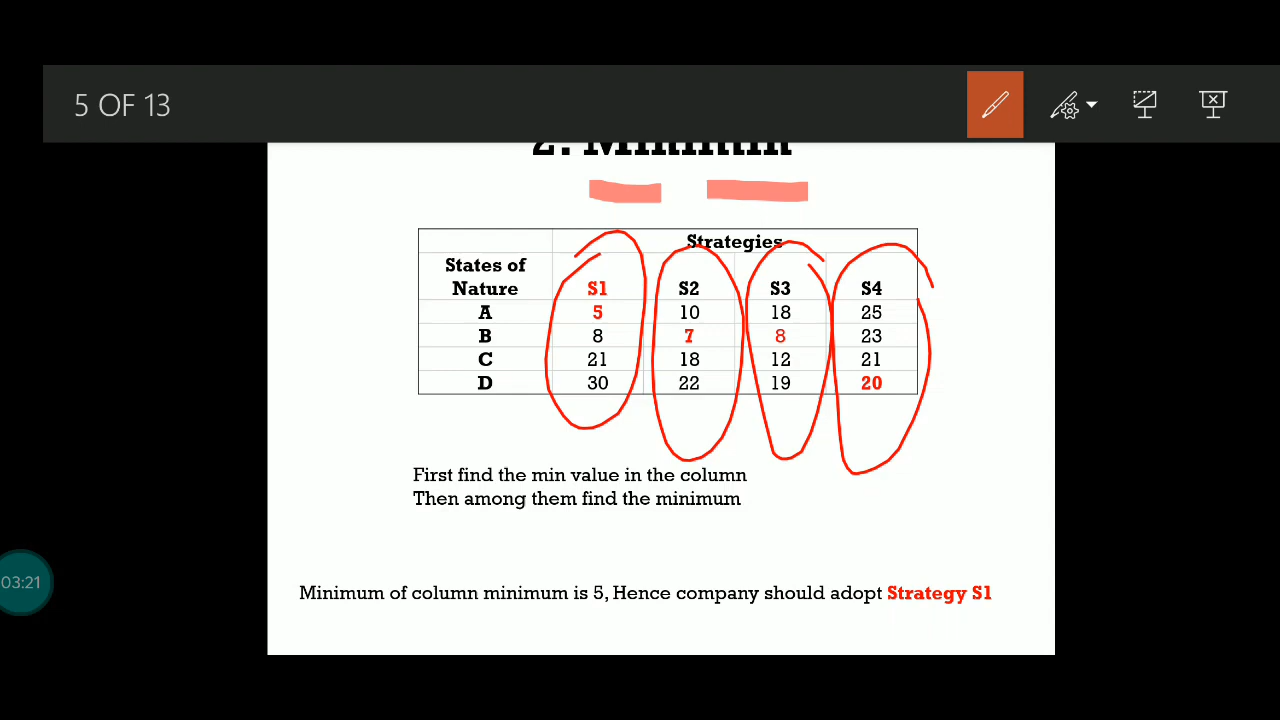 5 OF 13
2. Minimin
Strategies
States of Nature S1 S2 S3 S4
A 5 10 18 25
B 8 7 8 23
C 21 18 12 21
D 30 22 19 20
First find the min value in the column
Then among them find the minimum
Minimum of column minimum is 5, Hence company should adopt Strategy S1
03:21